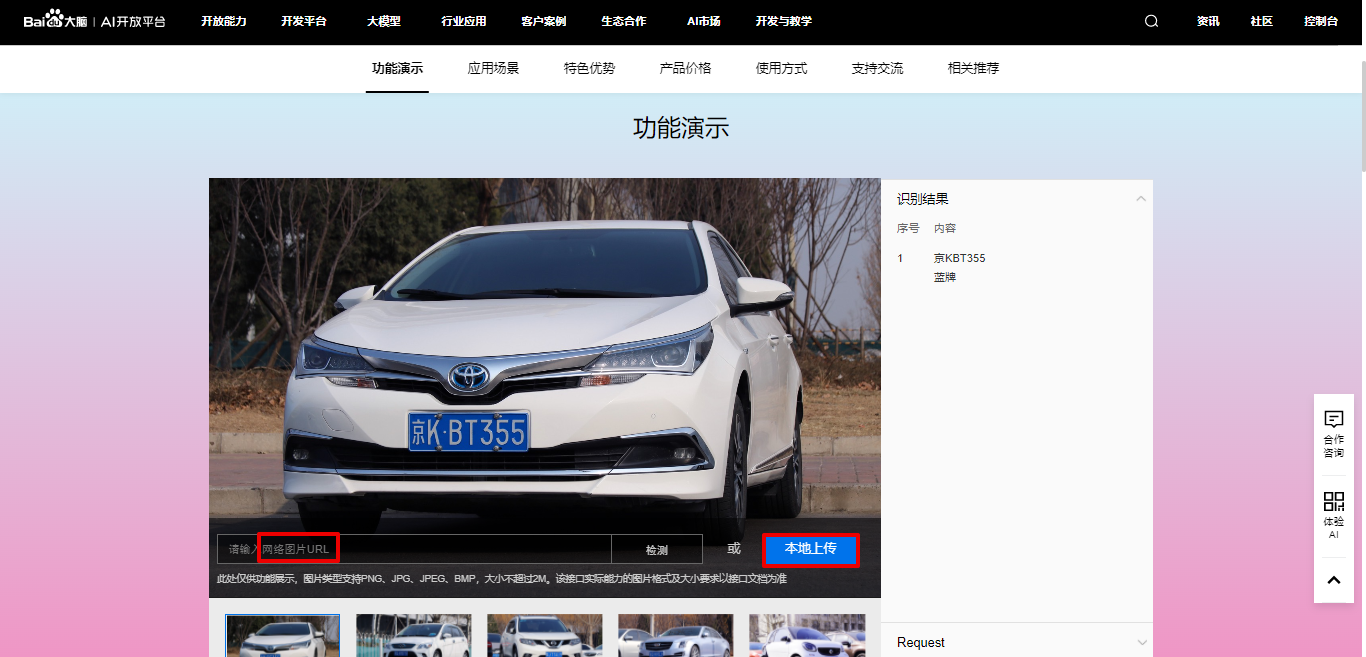 Bai du 大脑 | AI开放平台 开放能力 开发平台 大模型 行业应用 客户案例 生态合作 AI市场 开发与教学 资讯 社区 控制台
功能演示 应用场景 特色优势 产品价格 使用方式 支持交流 相关推荐
功能演示
京K·BT355
请输入网络图片URL 检测 或 本地上传
此处仅供功能展示，图片类型支持PNG、JPG、JPEG、BMP，大小不超过2M。该接口实际能力的图片格式及大小要求以接口文档为准
识别结果
序号 内容
1 京KBT355
蓝牌
Request
合作
咨询
体验
AI